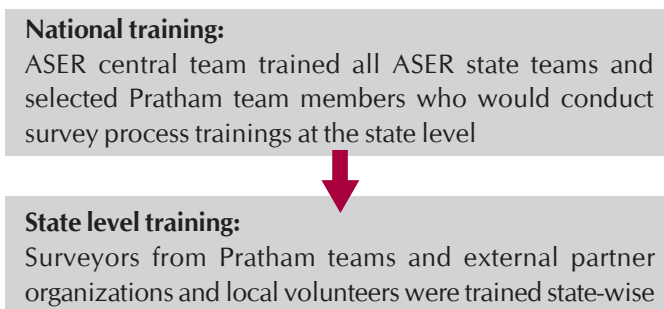 National training:
ASER central team trained all ASER state teams and
selected Pratham team members who would conduct
survey process trainings at the state level
State level training:
Surveyors from Pratham teams and external partner
organizations and local volunteers were trained state-wise